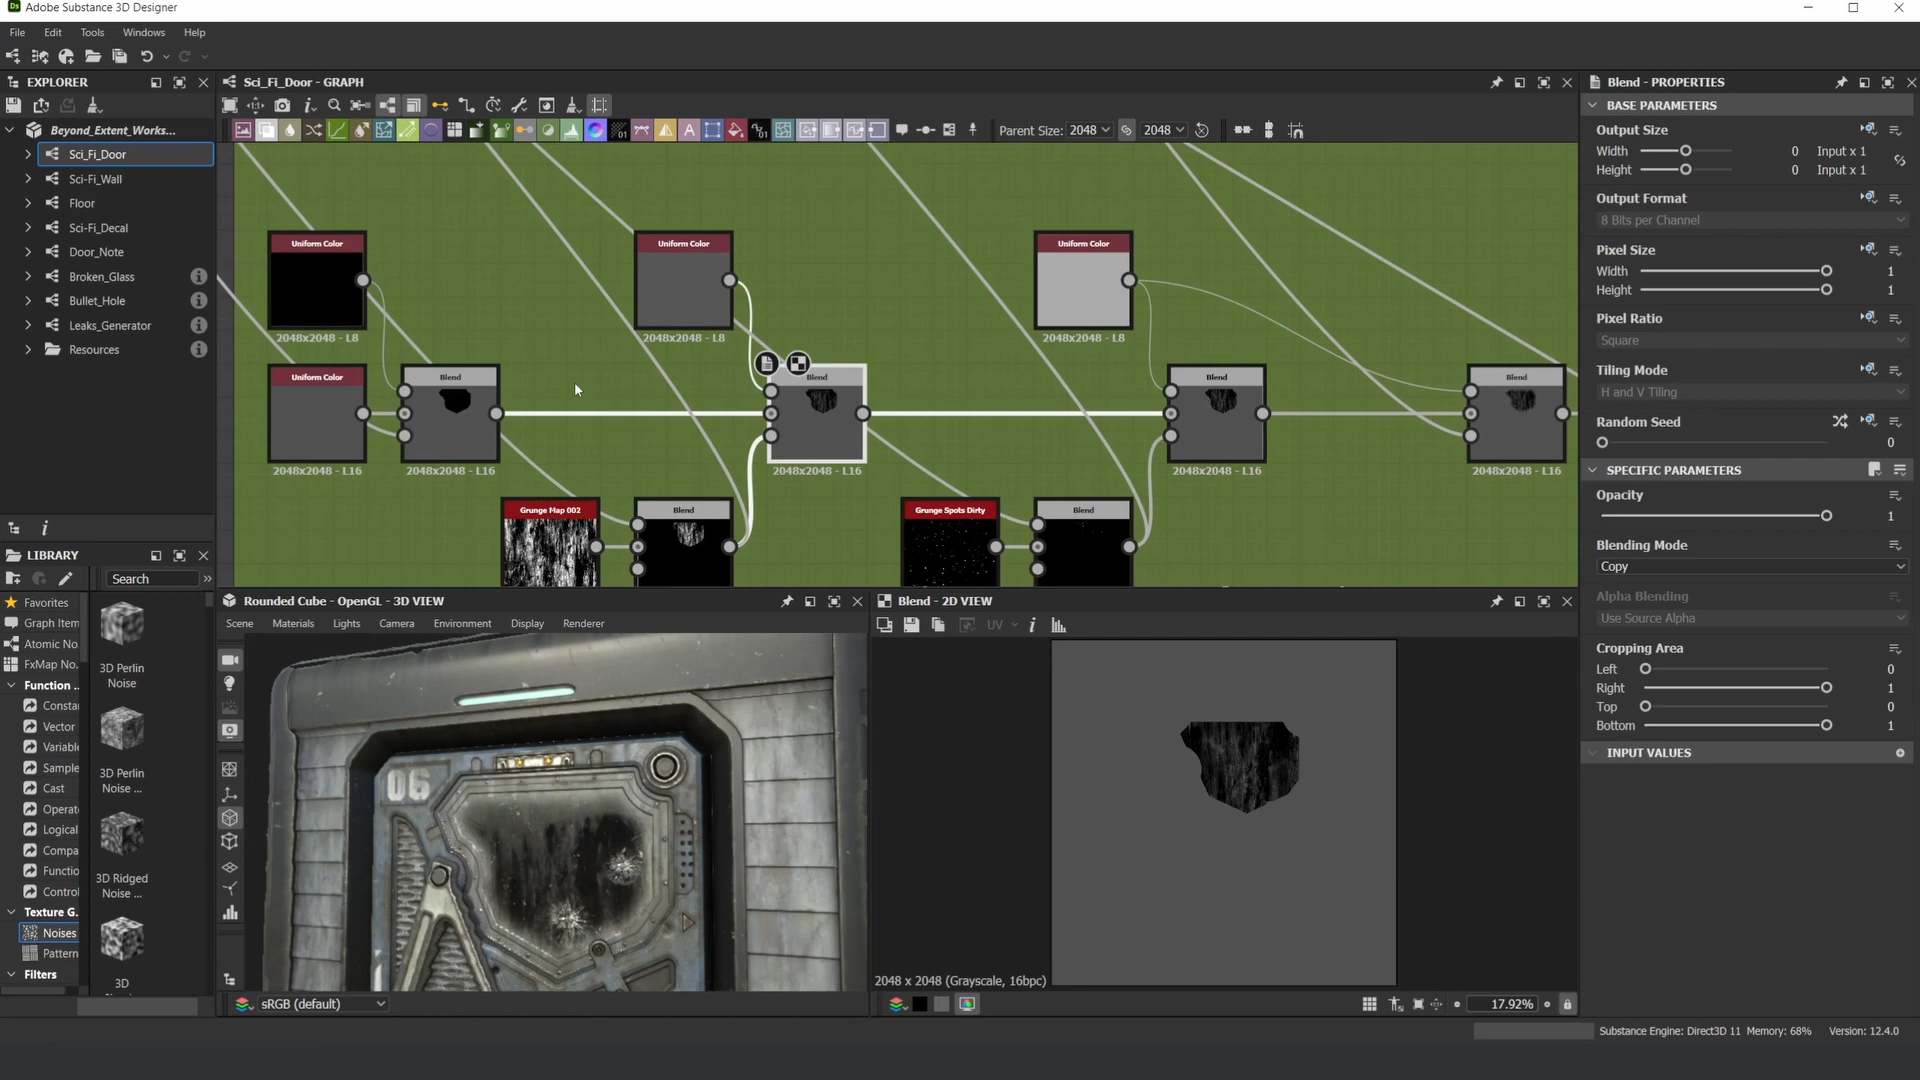 Adobe Substance 3D Designer
File Edit Tools Windows Help
EXPLORER
Beyond_Extent_Works...
Sci_Fi_Door
Sci-Fi_Wall
Floor
Sci-Fi_Decal
Door_Note
Broken_Glass
Bullet_Hole
Leaks_Generator
Resources
LIBRARY
Search »
Favorites
Graph Item
Atomic No
FxMap No.
Function ..
Constar
Vector
Variable
Sample
Cast
Operato
Logical
Compa
Functio
Control
Texture G.
Noises
Pattern
Filters
3D Perlin
Noise
3D Perlin
Noise ...
3D Ridged
Noise ...
3D
Sci_Fi_Door - GRAPH
Parent Size: 2048 2048
Uniform Color
2048x2048 - L8
Uniform Color
2048x2048 - L8
Uniform Color
2048x2048 - L8
Uniform Color
2048x2048 - L16
Blend
2048x2048 - L16
Blend
2048x2048 - L16
Blend
2048x2048 - L16
Blend
2048x2048 - L16
Grunge Map 002
Blend
Grunge Spots Dirty
Blend
Rounded Cube - OpenGL - 3D VIEW
Scene Materials Lights Camera Environment Display Renderer
06
sRGB (default)
Blend - 2D VIEW
UV
2048 x 2048 (Grayscale, 16bpc)
17.92%
Blend - PROPERTIES
BASE PARAMETERS
Output Size
Width 0 Input x 1
Height 0 Input x 1
Output Format
8 Bits per Channel
Pixel Size
Width 1
Height 1
Pixel Ratio
Square
Tiling Mode
H and V Tiling
Random Seed
0
SPECIFIC PARAMETERS
Opacity
1
Blending Mode
Copy
Alpha Blending
Use Source Alpha
Cropping Area
Left 0
Right 1
Top 0
Bottom 1
INPUT VALUES
Substance Engine: Direct3D 11 Memory: 68% Version: 12.4.0